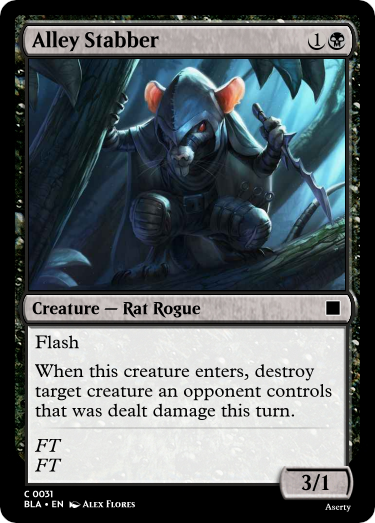 Alley Stabber 1
Creature — Rat Rogue
Flash
When this creature enters, destroy
target creature an opponent controls
that was dealt damage this turn.
FT
FT
3/1
C 0031
BLA • EN Alex Flores
Aserty